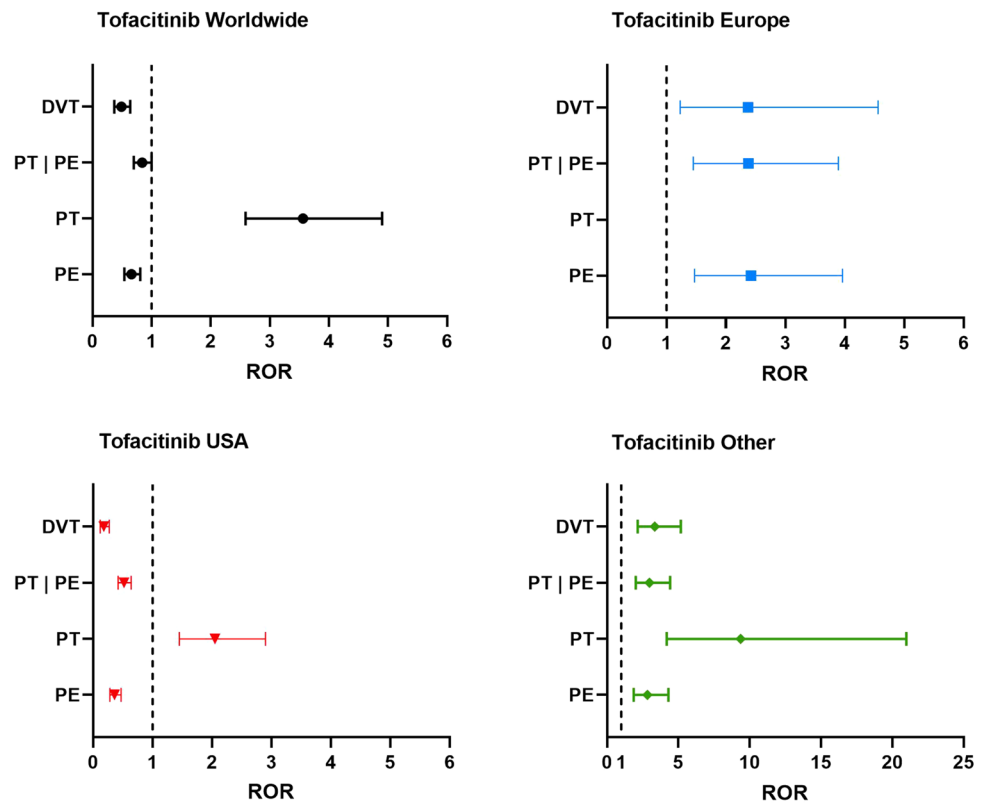 Tofacitinib Worldwide
DVT
PT | PE
PT
PE
0 1 2 3 4 5 6
ROR
Tofacitinib Europe
DVT
PT | PE
PT
PE
0 1 2 3 4 5 6
ROR
Tofacitinib USA
DVT
PT | PE
PT
PE
0 1 2 3 4 5 6
ROR
Tofacitinib Other
DVT
PT | PE
PT
PE
0 1 5 10 15 20 25
ROR